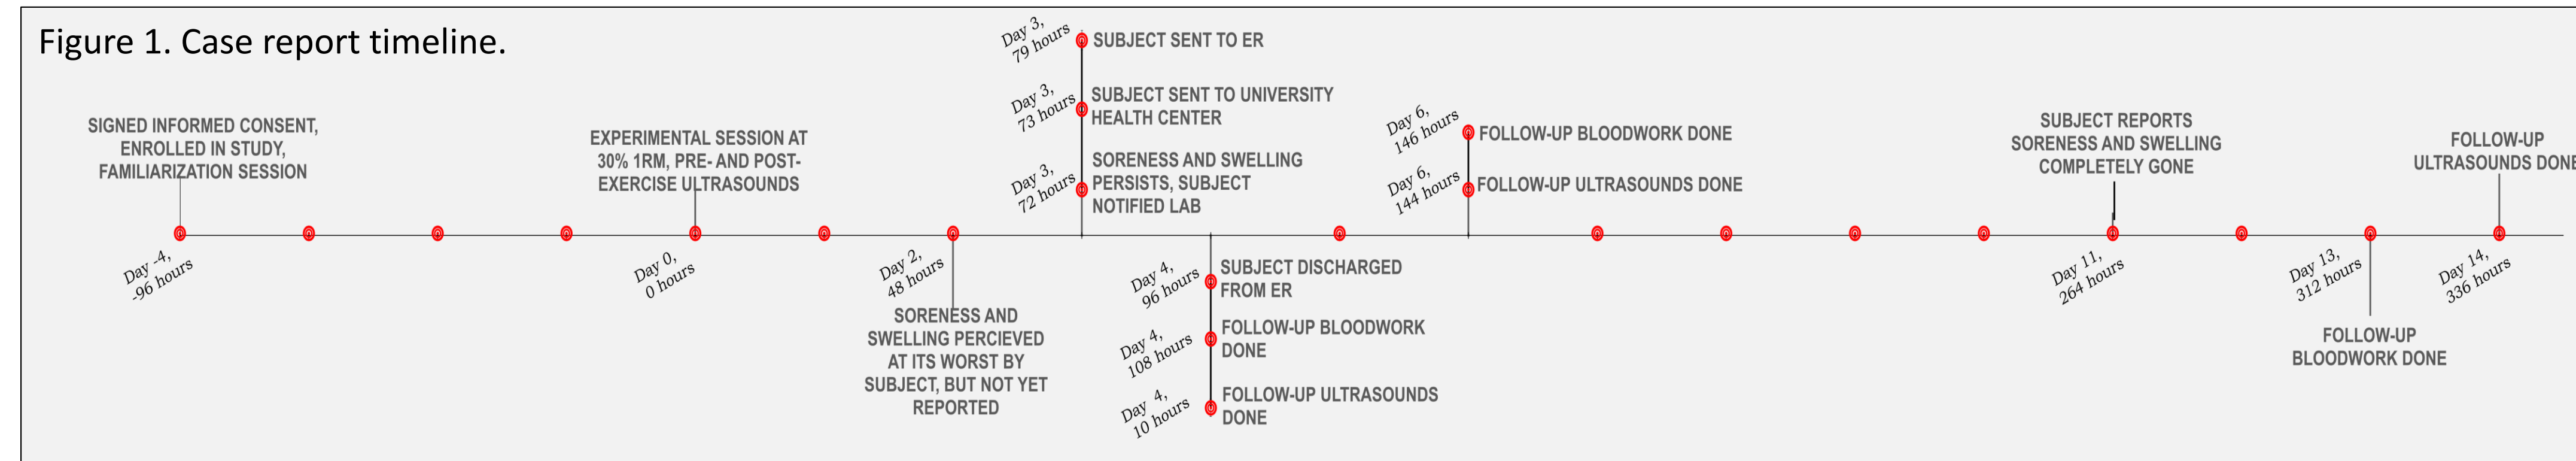 Figure 1. Case report timeline.
SIGNED INFORMED CONSENT,
ENROLLED IN STUDY,
FAMILIARIZATION SESSION
Day -4,
-96 hours
EXPERIMENTAL SESSION AT
30% 1RM, PRE- AND POST-
EXERCISE ULTRASOUNDS
Day 0,
0 hours
Day 2,
48 hours
SORENESS AND
SWELLING PERCIEVED
AT ITS WORST BY
SUBJECT, BUT NOT YET
REPORTED
Day 3,
79 hours
SUBJECT SENT TO ER
Day 3,
73 hours
SUBJECT SENT TO UNIVERSITY
HEALTH CENTER
Day 3,
72 hours
SORENESS AND SWELLING
PERSISTS, SUBJECT
NOTIFIED LAB
Day 4,
96 hours
SUBJECT DISCHARGED
FROM ER
Day 4,
108 hours
FOLLOW-UP BLOODWORK
DONE
Day 4,
10 hours
FOLLOW-UP ULTRASOUNDS
DONE
Day 6,
146 hours
FOLLOW-UP BLOODWORK DONE
Day 6,
144 hours
FOLLOW-UP ULTRASOUNDS DONE
SUBJECT REPORTS
SORENESS AND SWELLING
COMPLETELY GONE
Day 11,
264 hours
Day 13,
312 hours
FOLLOW-UP
BLOODWORK DONE
FOLLOW-UP
ULTRASOUNDS DONE
Day 14,
336 hours